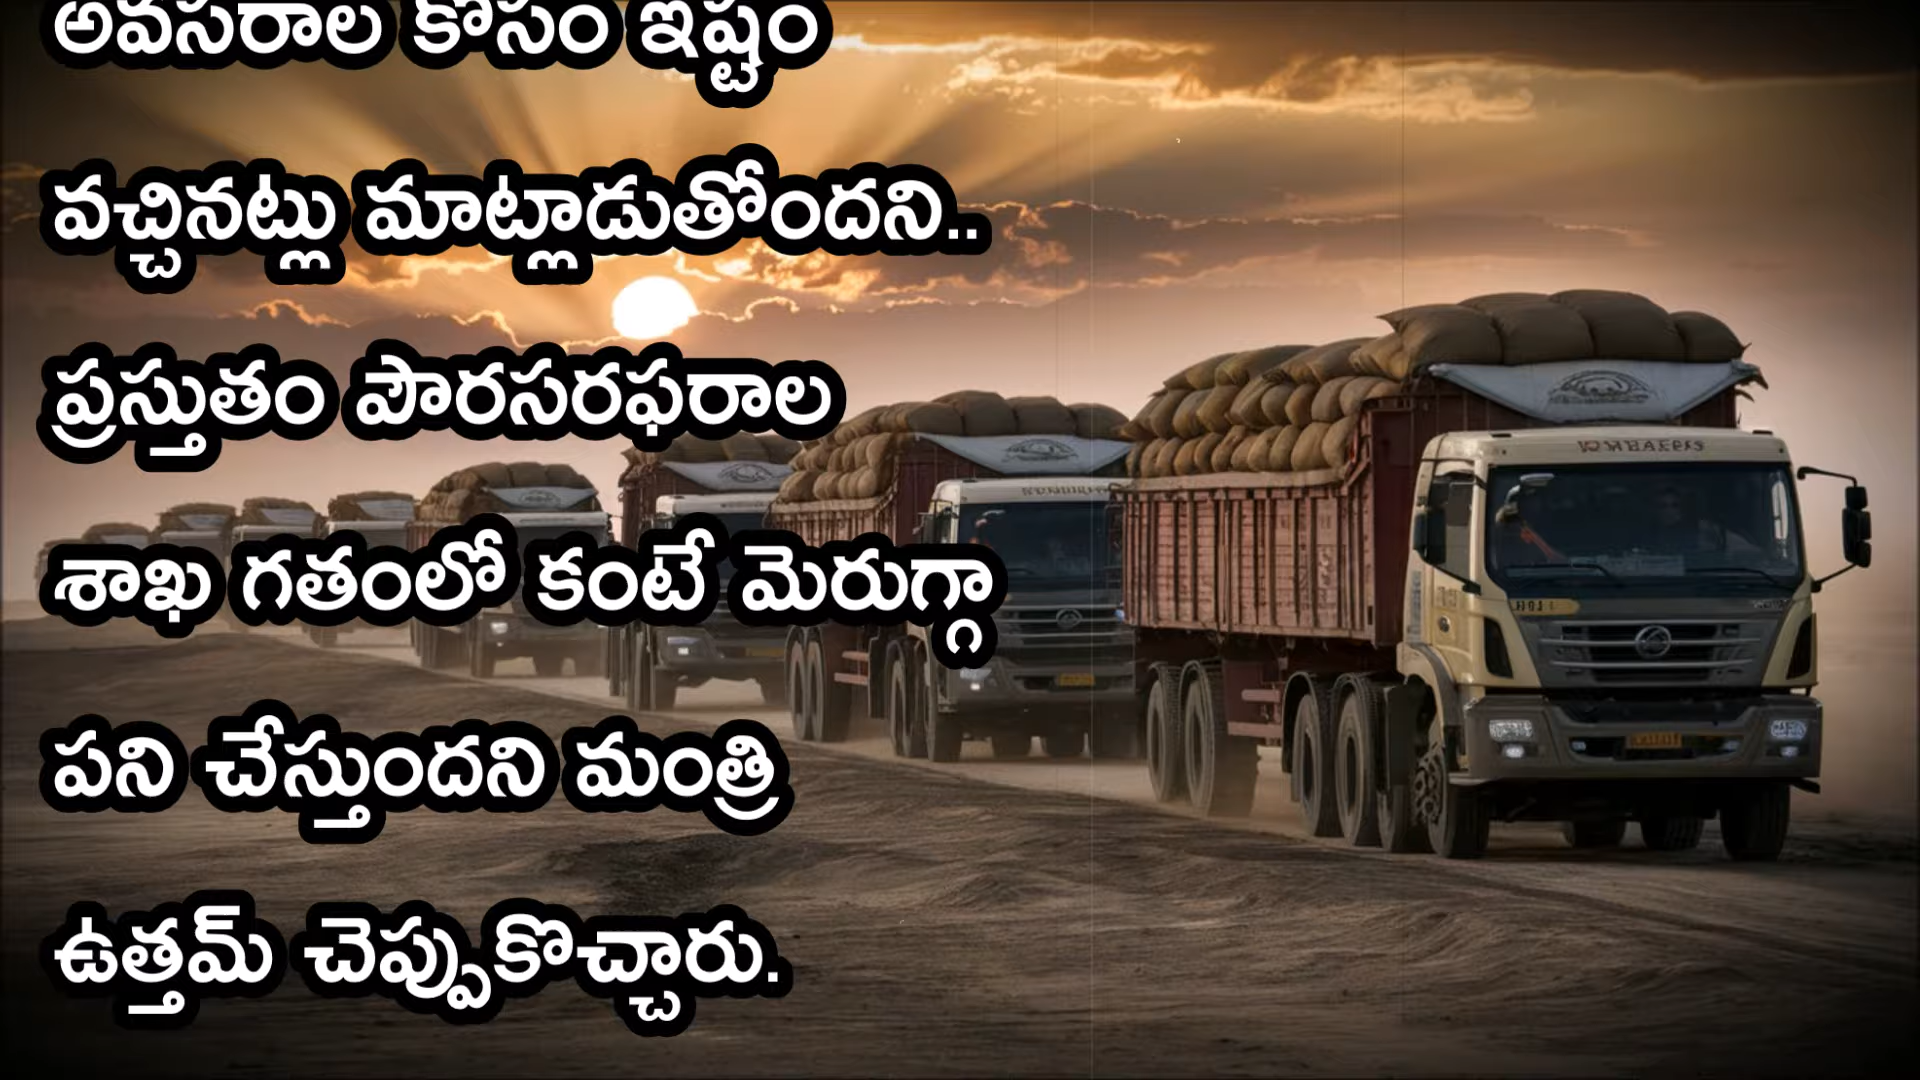 అవసరాల కోసం ఇష్టం
వచ్చినట్లు మాట్లాడుతోందని..
ప్రస్తుతం పౌరసరఫరాల
శాఖ గతంలో కంటే మెరుగ్గా
పని చేస్తుందని మంత్రి
ఉత్తమ్ చెప్పుకొచ్చారు.